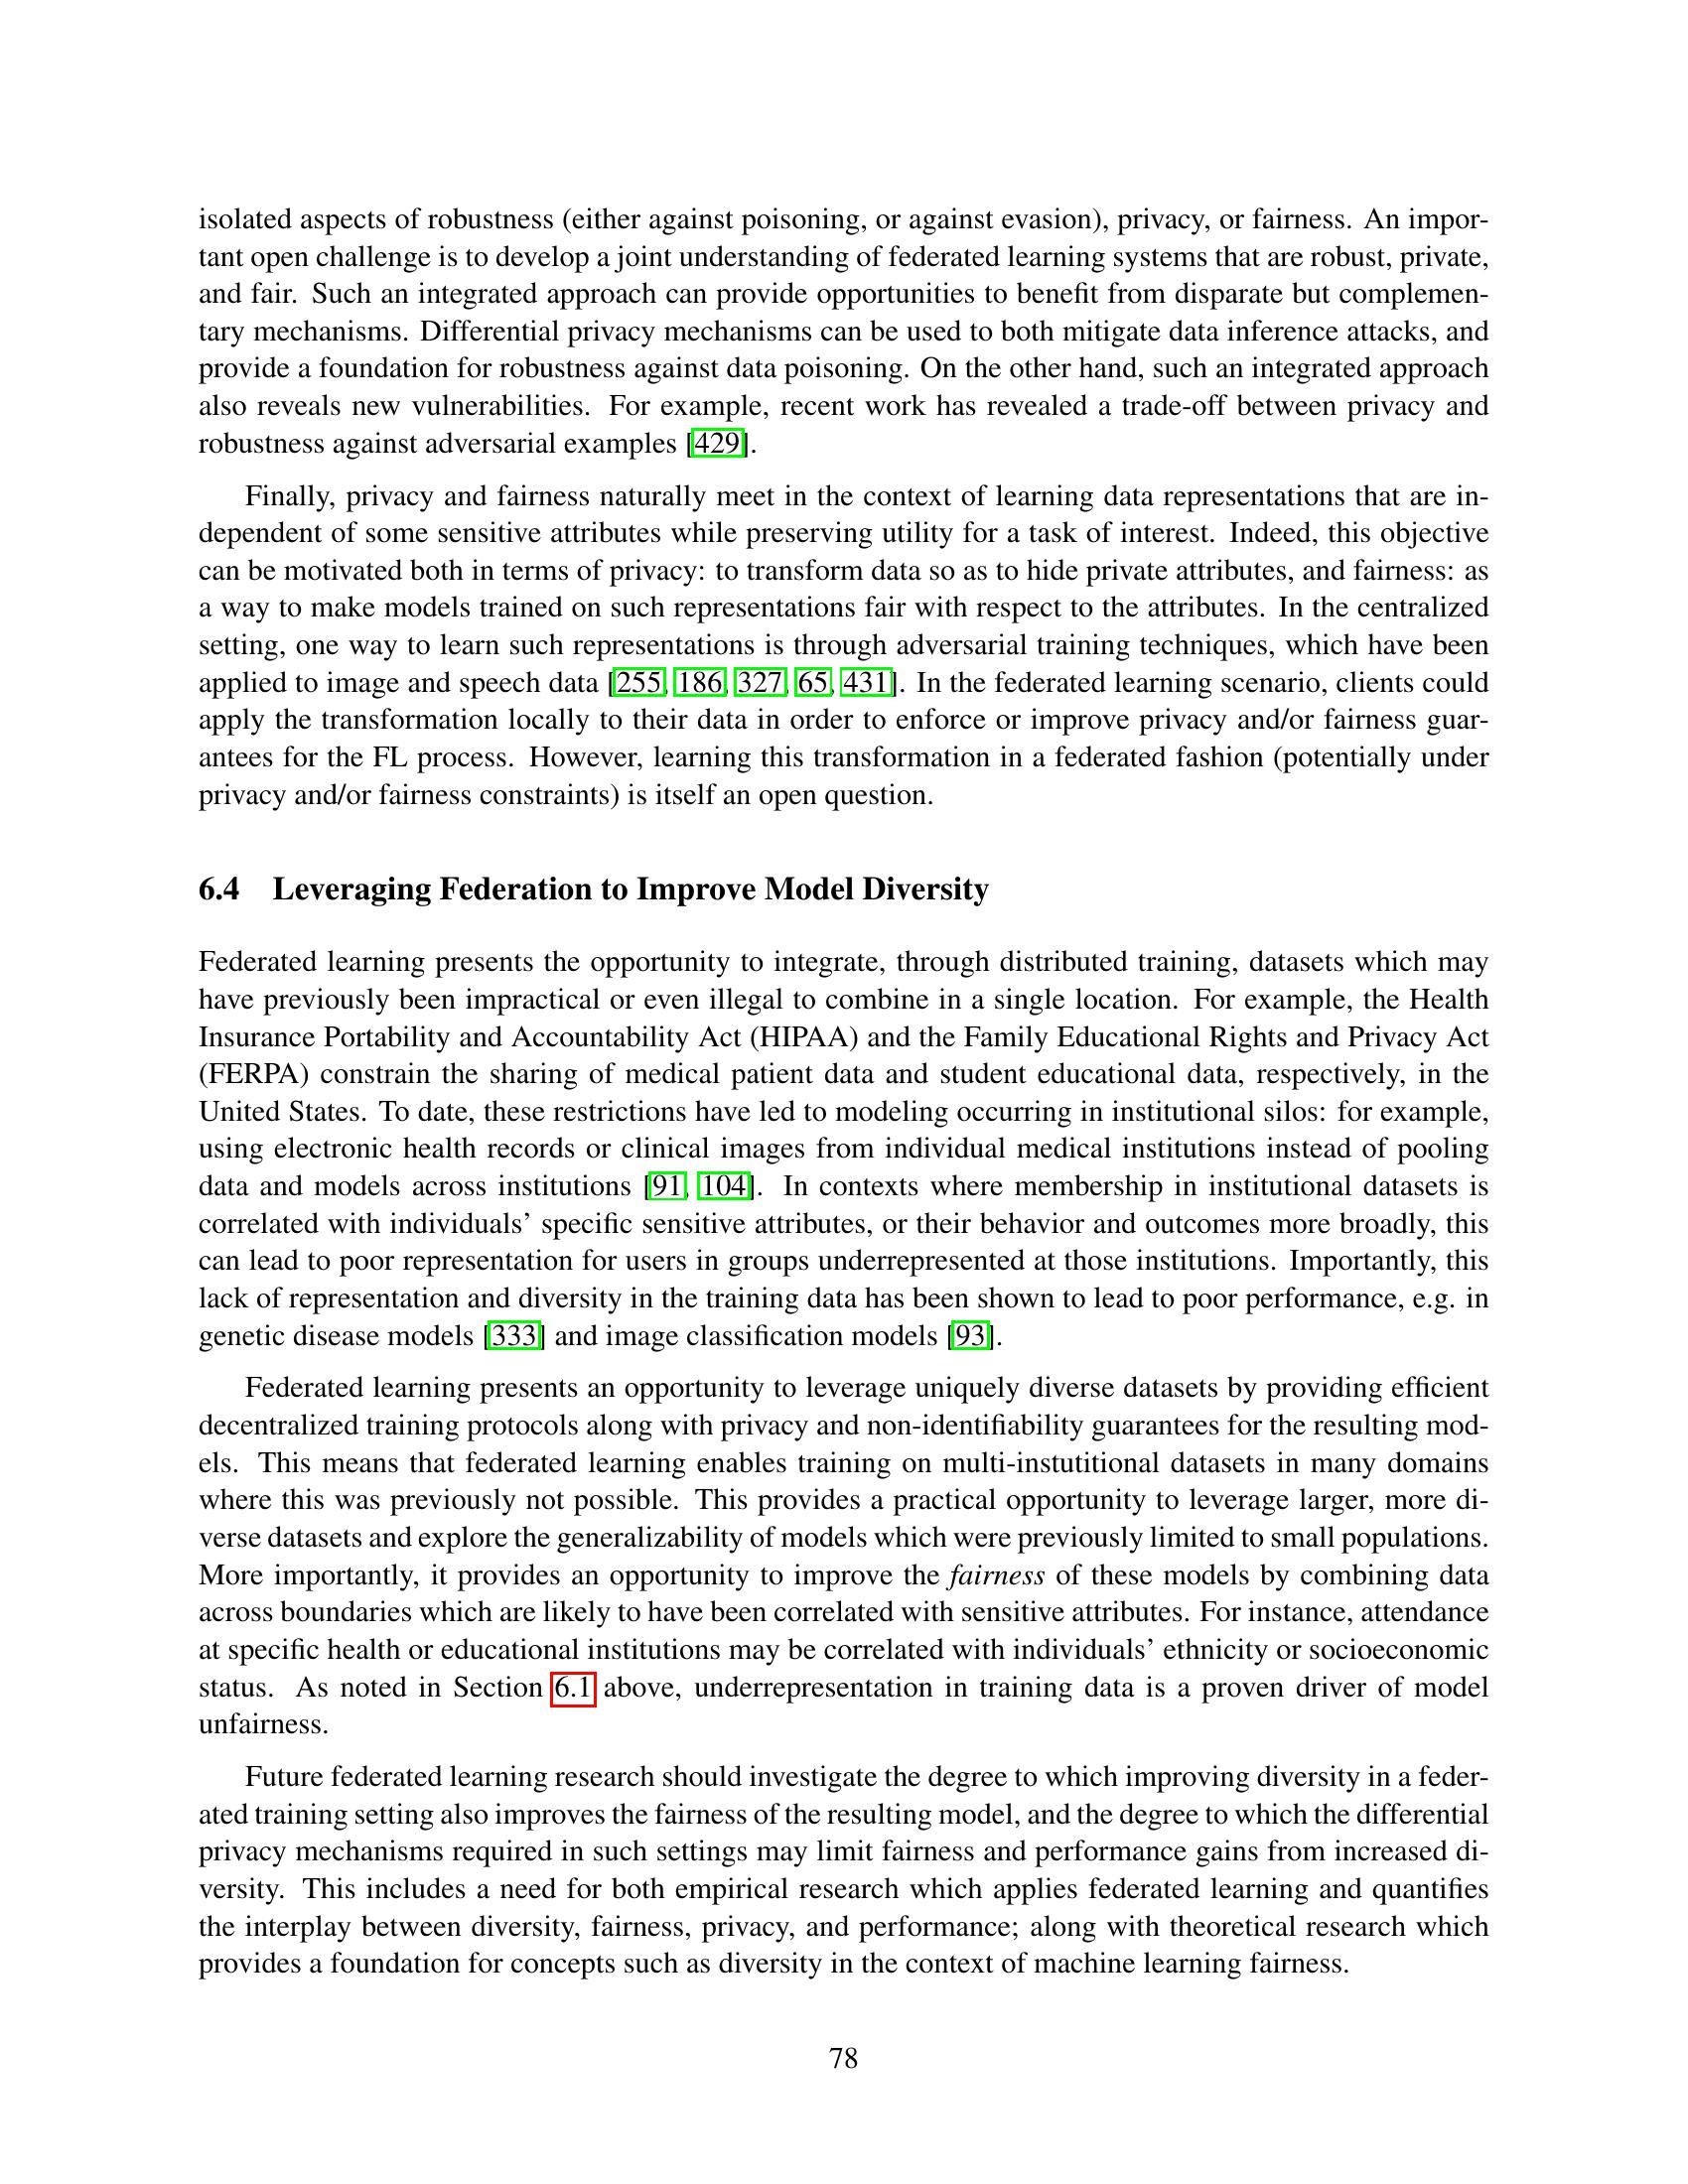 isolated aspects of robustness (either against poisoning, or against evasion), privacy, or fairness. An impor-
tant open challenge is to develop a joint understanding of federated learning systems that are robust, private,
and fair. Such an integrated approach can provide opportunities to benefit from disparate but complemen-
tary mechanisms. Differential privacy mechanisms can be used to both mitigate data inference attacks, and
provide a foundation for robustness against data poisoning. On the other hand, such an integrated approach
also reveals new vulnerabilities. For example, recent work has revealed a trade-off between privacy and
robustness against adversarial examples [429].
Finally, privacy and fairness naturally meet in the context of learning data representations that are in-
dependent of some sensitive attributes while preserving utility for a task of interest. Indeed, this objective
can be motivated both in terms of privacy: to transform data so as to hide private attributes, and fairness: as
a way to make models trained on such representations fair with respect to the attributes. In the centralized
setting, one way to learn such representations is through adversarial training techniques, which have been
applied to image and speech data [255, 186, 327, 65, 431]. In the federated learning scenario, clients could
apply the transformation locally to their data in order to enforce or improve privacy and/or fairness guar-
antees for the FL process. However, learning this transformation in a federated fashion (potentially under
privacy and/or fairness constraints) is itself an open question.
6.4 Leveraging Federation to Improve Model Diversity
Federated learning presents the opportunity to integrate, through distributed training, datasets which may
have previously been impractical or even illegal to combine in a single location. For example, the Health
Insurance Portability and Accountability Act (HIPAA) and the Family Educational Rights and Privacy Act
(FERPA) constrain the sharing of medical patient data and student educational data, respectively, in the
United States. To date, these restrictions have led to modeling occurring in institutional silos: for example,
using electronic health records or clinical images from individual medical institutions instead of pooling
data and models across institutions [91, 104]. In contexts where membership in institutional datasets is
correlated with individuals’ specific sensitive attributes, or their behavior and outcomes more broadly, this
can lead to poor representation for users in groups underrepresented at those institutions. Importantly, this
lack of representation and diversity in the training data has been shown to lead to poor performance, e.g. in
genetic disease models [333] and image classification models [93].
Federated learning presents an opportunity to leverage uniquely diverse datasets by providing efficient
decentralized training protocols along with privacy and non-identifiability guarantees for the resulting mod-
els. This means that federated learning enables training on multi-instutitional datasets in many domains
where this was previously not possible. This provides a practical opportunity to leverage larger, more di-
verse datasets and explore the generalizability of models which were previously limited to small populations.
More importantly, it provides an opportunity to improve the fairness of these models by combining data
across boundaries which are likely to have been correlated with sensitive attributes. For instance, attendance
at specific health or educational institutions may be correlated with individuals’ ethnicity or socioeconomic
status. As noted in Section 6.1 above, underrepresentation in training data is a proven driver of model
unfairness.
Future federated learning research should investigate the degree to which improving diversity in a feder-
ated training setting also improves the fairness of the resulting model, and the degree to which the differential
privacy mechanisms required in such settings may limit fairness and performance gains from increased di-
versity. This includes a need for both empirical research which applies federated learning and quantifies
the interplay between diversity, fairness, privacy, and performance; along with theoretical research which
provides a foundation for concepts such as diversity in the context of machine learning fairness.
78